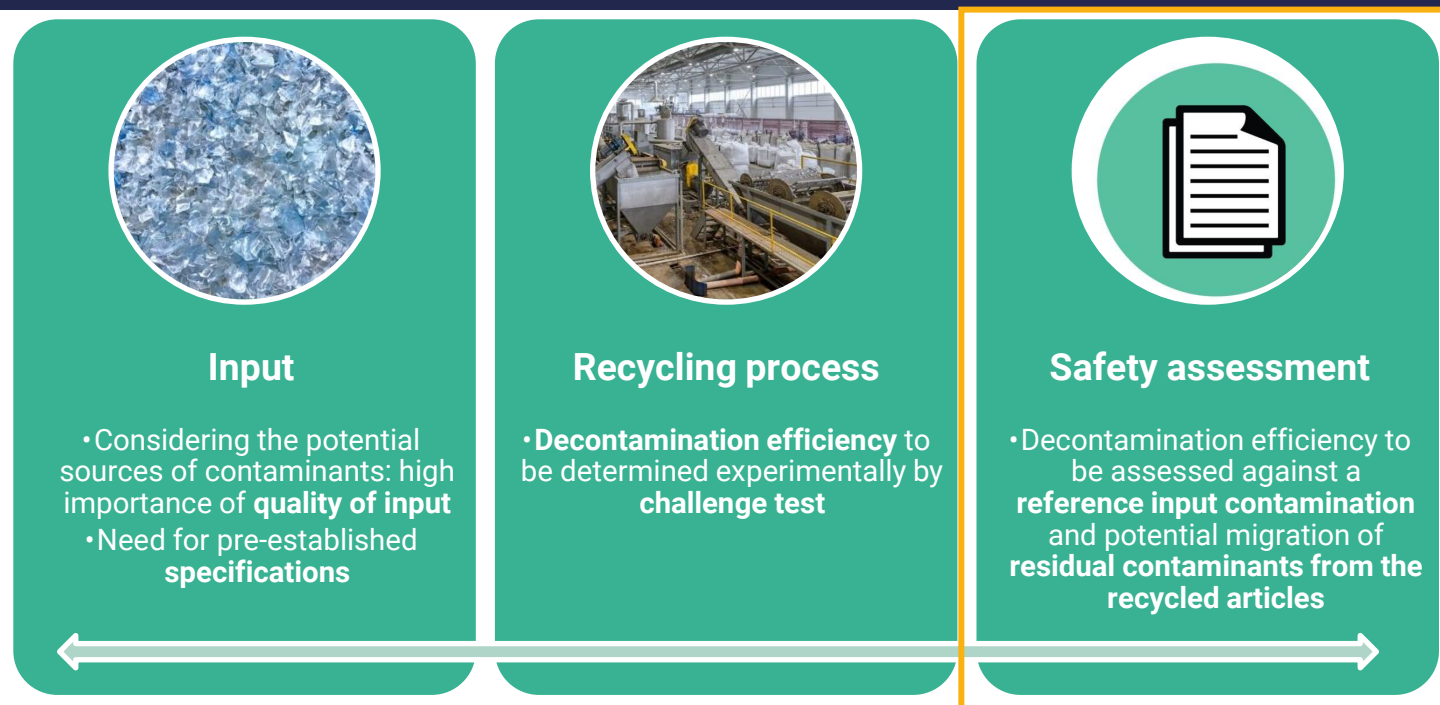 Input
•Considering the potential
sources of contaminants: high
importance of quality of input
•Need for pre-established
specifications
Recycling process
•Decontamination efficiency to
be determined experimentally by
challenge test
Safety assessment
•Decontamination efficiency to
be assessed against a
reference input contamination
and potential migration of
residual contaminants from the
recycled articles